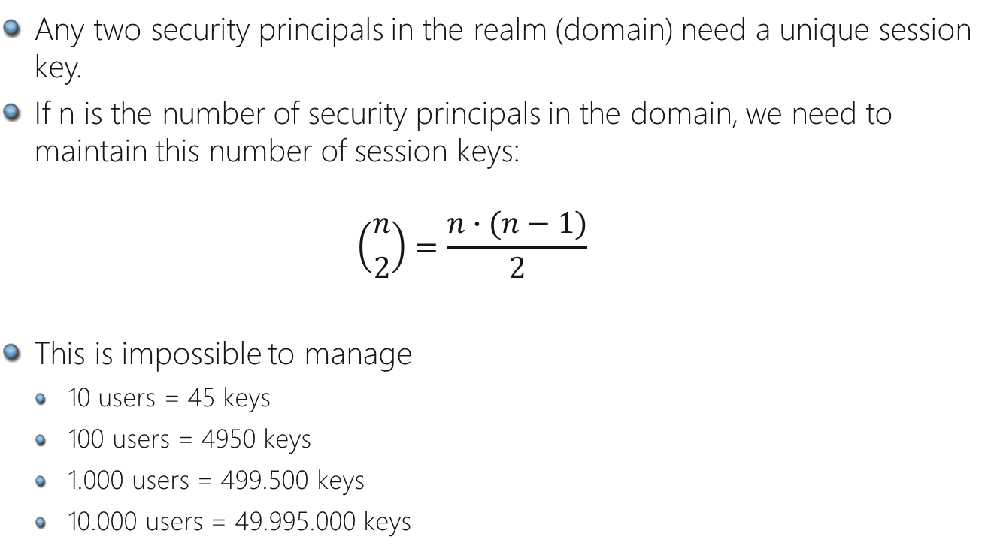 Any two security principals in the realm (domain) need a unique session
key.
If n is the number of security principals in the domain, we need to
maintain this number of session keys:
(n 2) = n · (n − 1) / 2
This is impossible to manage
10 users = 45 keys
100 users = 4950 keys
1.000 users = 499.500 keys
10.000 users = 49.995.000 keys